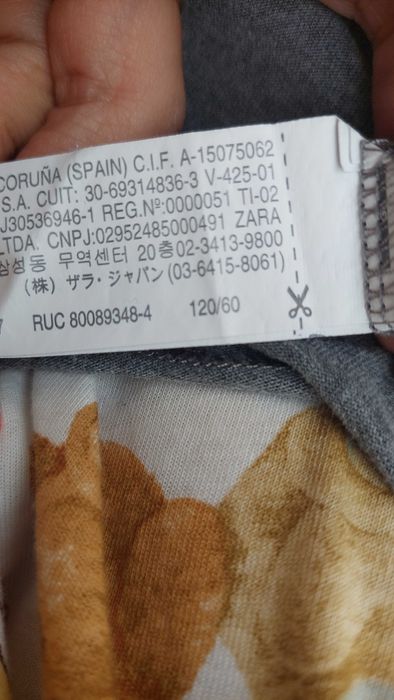 CORUÑA (SPAIN) C.I.F. A-15075062
S.A. CUIT: 30-69314836-3 V-425-01
J30536946-1 REG.Nº:0000051 TI-02
LTDA. CNPJ:02952485000491 ZARA
삼성동 무역센터 20층02-3413-9800
(株) ザラ・ジャパン (03-6415-8061)
7 RUC 80089348-4 120/60